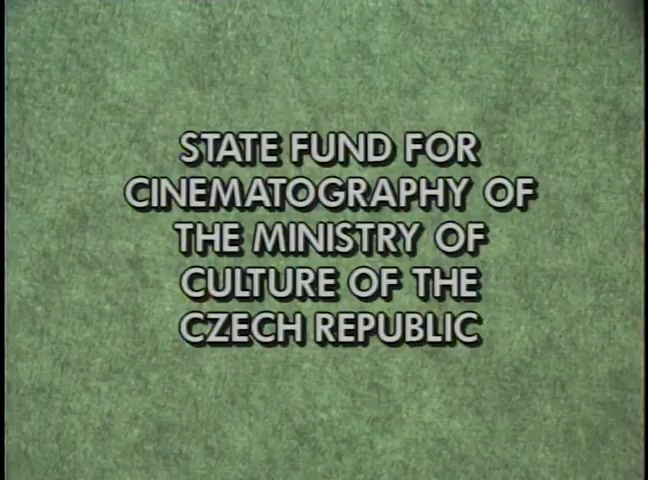 STATE FUND FOR
CINEMATOGRAPHY OF
THE MINISTRY OF
CULTURE OF THE
CZECH REPUBLIC